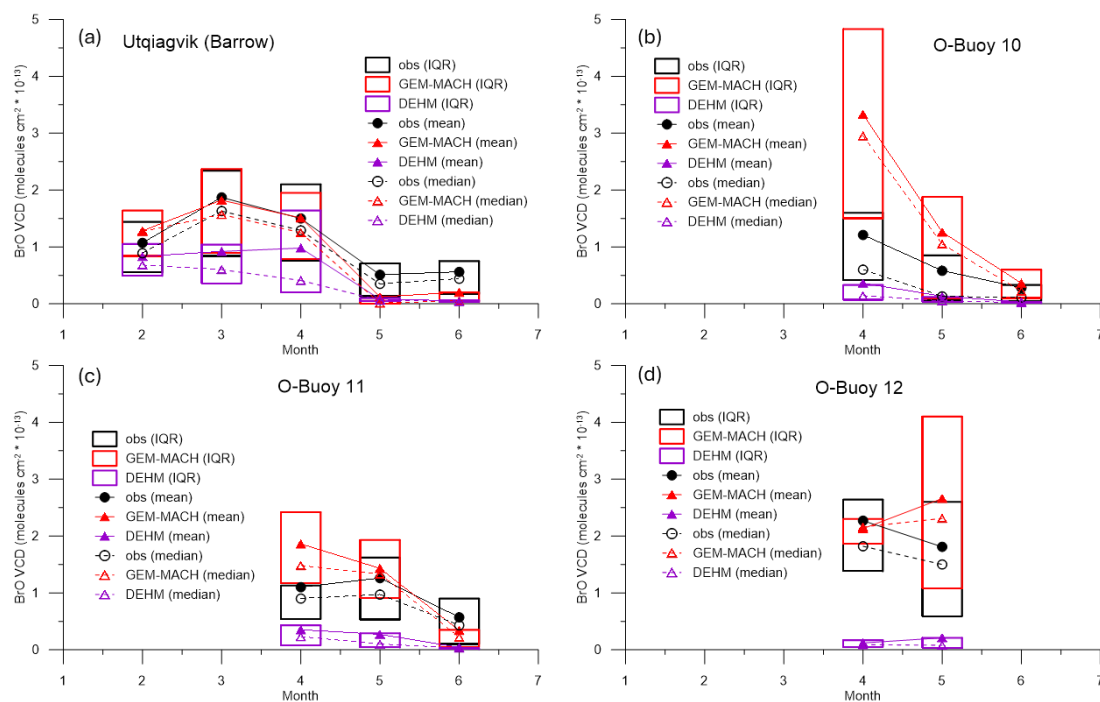 (a)
Utqiagvik (Barrow)
BrO VCD (molecules cm⁻² * 10⁻¹³)
5
4
3
2
1
0
obs (IQR)
GEM-MACH (IQR)
DEHM (IQR)
obs (mean)
GEM-MACH (mean)
DEHM (mean)
obs (median)
GEM-MACH (median)
DEHM (median)
1 2 3 4 5 6 7
Month
(b)
O-Buoy 10
BrO VCD (molecules cm⁻² * 10⁻¹³)
5
4
3
2
1
0
obs (IQR)
GEM-MACH (IQR)
DEHM (IQR)
obs (mean)
GEM-MACH (mean)
DEHM (mean)
obs (median)
GEM-MACH (median)
DEHM (median)
1 2 3 4 5 6 7
Month
(c)
O-Buoy 11
BrO VCD (molecules cm⁻² * 10⁻¹³)
5
4
3
2
1
0
obs (IQR)
GEM-MACH (IQR)
DEHM (IQR)
obs (mean)
GEM-MACH (mean)
DEHM (mean)
obs (median)
GEM-MACH (median)
DEHM (median)
1 2 3 4 5 6 7
Month
(d)
O-Buoy 12
BrO VCD (molecules cm⁻² * 10⁻¹³)
5
4
3
2
1
0
obs (IQR)
GEM-MACH (IQR)
DEHM (IQR)
obs (mean)
GEM-MACH (mean)
DEHM (mean)
obs (median)
GEM-MACH (median)
DEHM (median)
1 2 3 4 5 6 7
Month